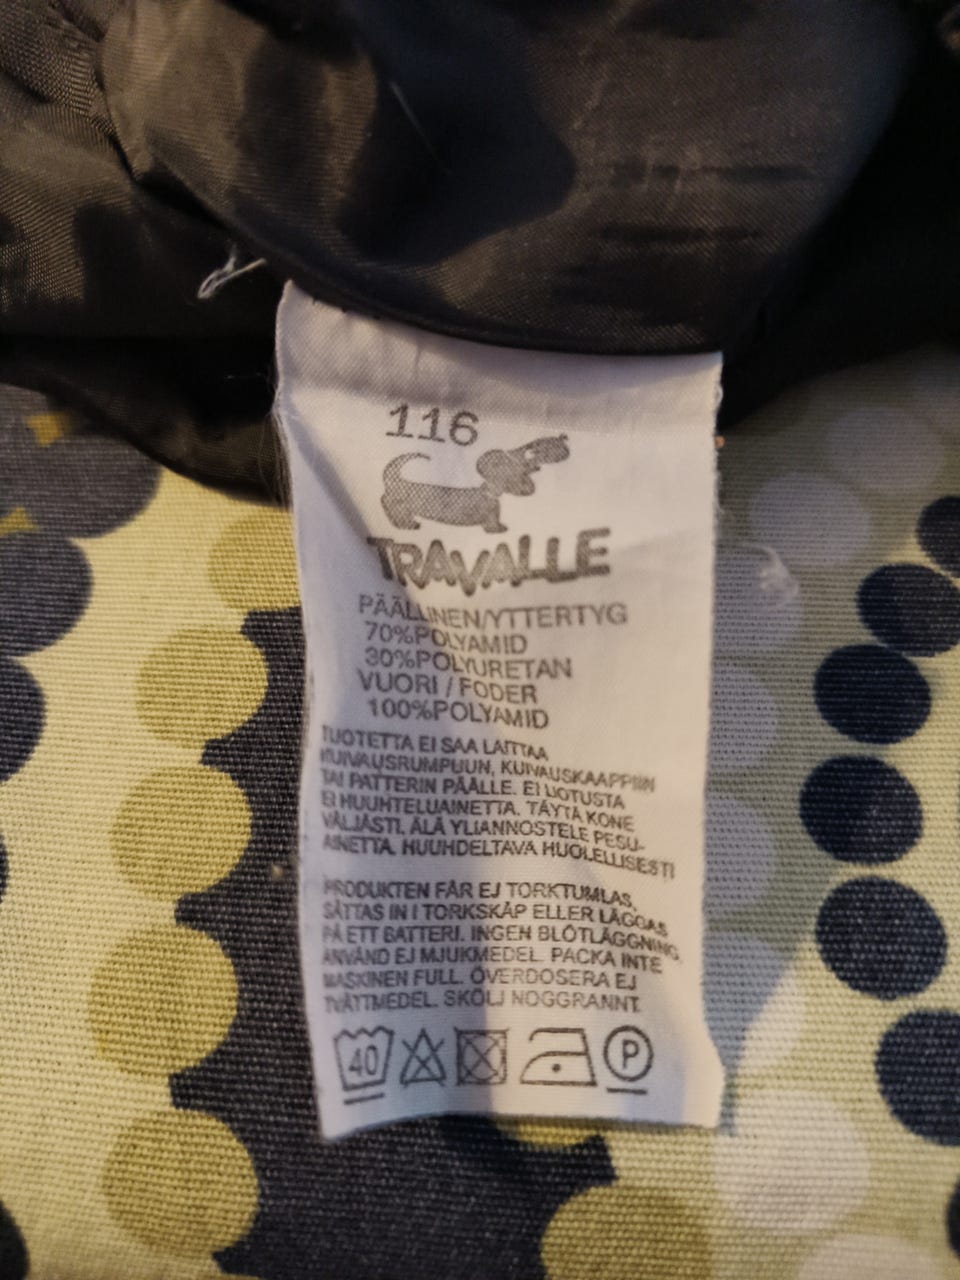 116
TRAVALLE
PÄÄLLINEN/YTTERTYG
70%POLYAMID
30%POLYURETAN
VUORI / FODER
100%POLYAMID
TUOTETTA EI SAA LAITTAA
KUIVAUSRUMPUUN, KUIVAUSKAAPPIIN
TAI PATTERIN PÄÄLLE. EI LIOTUSTA
EI HUUHTELUAINETTA. TÄYTÄ KONE
VÄLJÄSTI. ÄLÄ YLIANNOSTELE PESU-
AINETTA. HUUHDELTAVA HUOLELLISESTI
PRODUKTEN FÅR EJ TORKTUMLAS,
SÄTTAS IN I TORKSKÅP ELLER LÄGGAS
PÅ ETT BATTERI. INGEN BLÖTLÄGGNING.
ANVÄND EJ MJUKMEDEL. PACKA INTE
MASKINEN FULL. ÖVERDOSERA EJ
TVÄTTMEDEL. SKÖLJ NOGGRANNT.
40 P